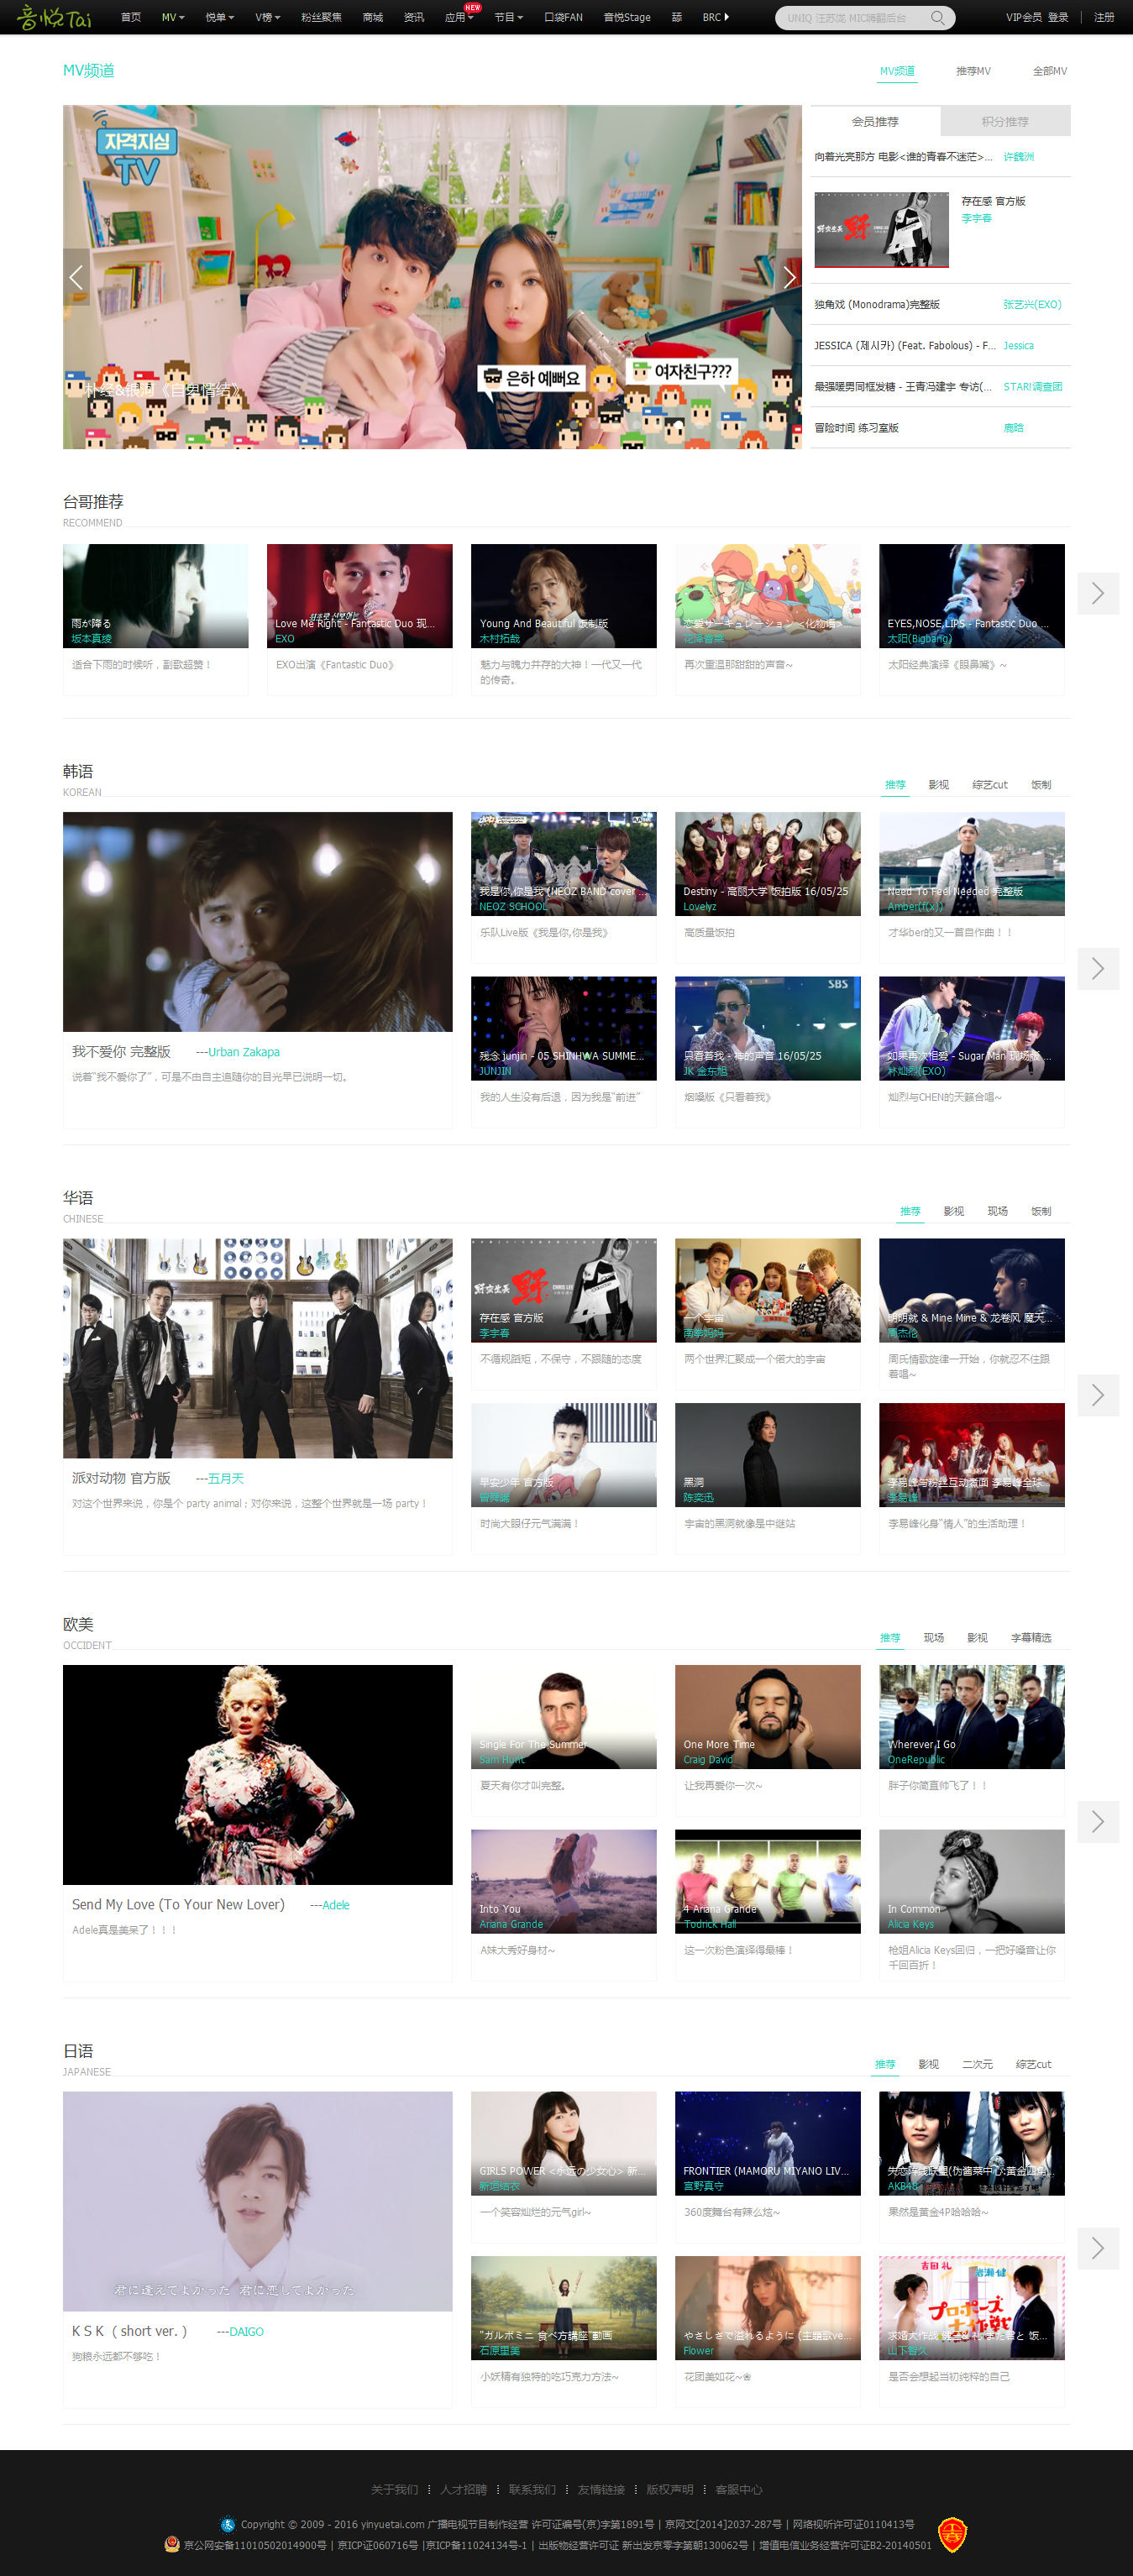 音悦Tai 首页 MV 悦单 V榜 粉丝聚焦 商城 资讯 应用 NEW 节目 口袋FAN 音悦Stage 舔 BRC UNIQ 汪苏泷 MIC嗨翻后台 VIP会员 登录 | 注册
MV频道
MV频道 推荐MV 全部MV
자격지심
TV
은하 예뻐요
여자친구???
会员推荐 积分推荐
向着光亮那方 电影<谁的青春不迷茫>... 许魏洲
存在感 官方版
李宇春
独角戏 (Monodrama)完整版 张艺兴(EXO)
JESSICA (제시카) (Feat. Fabolous) - F... Jessica
最强暖男同框发糖 - 王青冯建宇 专访(... STAR!调查团
冒险时间 练习室版 鹿晗
台哥推荐
RECOMMEND
雨が降る
坂本真绫
适合下雨的时候听，副歌超赞！
Love Me Right - Fantastic Duo 现...
EXO
EXO出演《Fantastic Duo》
Young And Beautiful 饭制版
木村拓哉
魅力与魄力并存的大神！一代又一代
的传奇。
恋爱サーキュレーション <化物语>...
花泽香菜
再次重温那甜甜的声音~
EYES,NOSE,LIPS - Fantastic Duo ...
太阳(Bigbang)
太阳经典演绎《眼鼻嘴》~
韩语
KOREAN
推荐 影视 综艺cut 饭制
我不爱你 完整版 ---Urban Zakapa
说着“我不爱你了”，可是不由自主追随你的目光早已说明一切。
我是你,你是我 (NEOZ BAND cover ...
NEOZ SCHOOL
乐队Live版《我是你,你是我》
Destiny - 高丽大学 饭拍版 16/05/25
Lovelyz
高质量饭拍
Need To Feel Needed 完整版
Amber(f(x))
才华ber的又一首自作曲！！
残念 junjin - 05 SHINHWA SUMME...
JUNJIN
我的人生没有后退，因为我是“前进”
SBS
只看着我 - 神的声音 16/05/25
JK 金东旭
烟嗓版《只看着我》
如果再次相爱 - Sugar Man 现场版 ...
朴灿烈(EXO)
灿烈与CHEN的天籁合唱~
华语
CHINESE
推荐 影视 现场 饭制
派对动物 官方版 ---五月天
对这个世界来说，你是个 party animal；对你来说，这整个世界就是一场 party！
存在感 官方版
李宇春
不循规蹈矩，不保守，不跟随的态度
一个宇宙
南拳妈妈
两个世界汇聚成一个偌大的宇宙
明明就 & Mine Mine & 龙卷风 魔天...
周杰伦
周氏情歌旋律一开始，你就忍不住跟
着唱~
早安少年 官方版
时尚大眼仔元气满满！
黑洞
陈奕迅
宇宙的黑洞就像是中继站
李易峰与粉丝互动煮面 李易峰全球...
李易峰
李易峰化身“情人”的生活助理！
欧美
OCCIDENT
推荐 现场 影视 字幕精选
Send My Love (To Your New Lover) ---Adele
Adele真是美呆了！！！
Single For The Summer
Sam Hunt
夏天有你才叫完整。
One More Time
Craig David
让我再爱你一次~
Wherever I Go
OneRepublic
胖子你简直帅飞了！！
Into You
Ariana Grande
A妹大秀好身材~
4 Ariana Grande
Todrick Hall
这一次粉色演绎得最棒！
In Common
Alicia Keys
枪姐Alicia Keys回归，一把好嗓音让你
千回百折！
日语
JAPANESE
推荐 影视 二次元 综艺cut
君に逢えてよかった 君に恋してよかった
K S K （ short ver. ） ---DAIGO
狗粮永远都不够吃！
GIRLS POWER <永远の少女心> 新...
新垣结衣
一个笑容灿烂的元气girl~
FRONTIER (MAMORU MIYANO LIV...
宫野真守
360度舞台有辣么炫~
AKB48
果然是黄金4P哈哈哈~
"ガルボミニ 食べ方講座"動画
石原里美
小妖精有独特的吃巧克力方法~
やさしさで溢れるように (主題歌ve...
Flower
花团美如花~❀
プロポーズ
大作戦
山下智久
是否会想起当初纯粹的自己
关于我们 ⋮ 人才招聘 ⋮ 联系我们 ⋮ 友情链接 ⋮ 版权声明 ⋮ 客服中心
Copyright © 2009 - 2016 yinyuetai.com 广播电视节目制作经营 许可证编号(京)字第1891号 | 京网文[2014]2037-287号 | 网络视听许可证0110413号
京公网安备11010502014900号 | 京ICP证060716号 |京ICP备11024134号-1 | 出版物经营许可证 新出发京零字第朝130062号 | 增值电信业务经营许可证B2-20140501